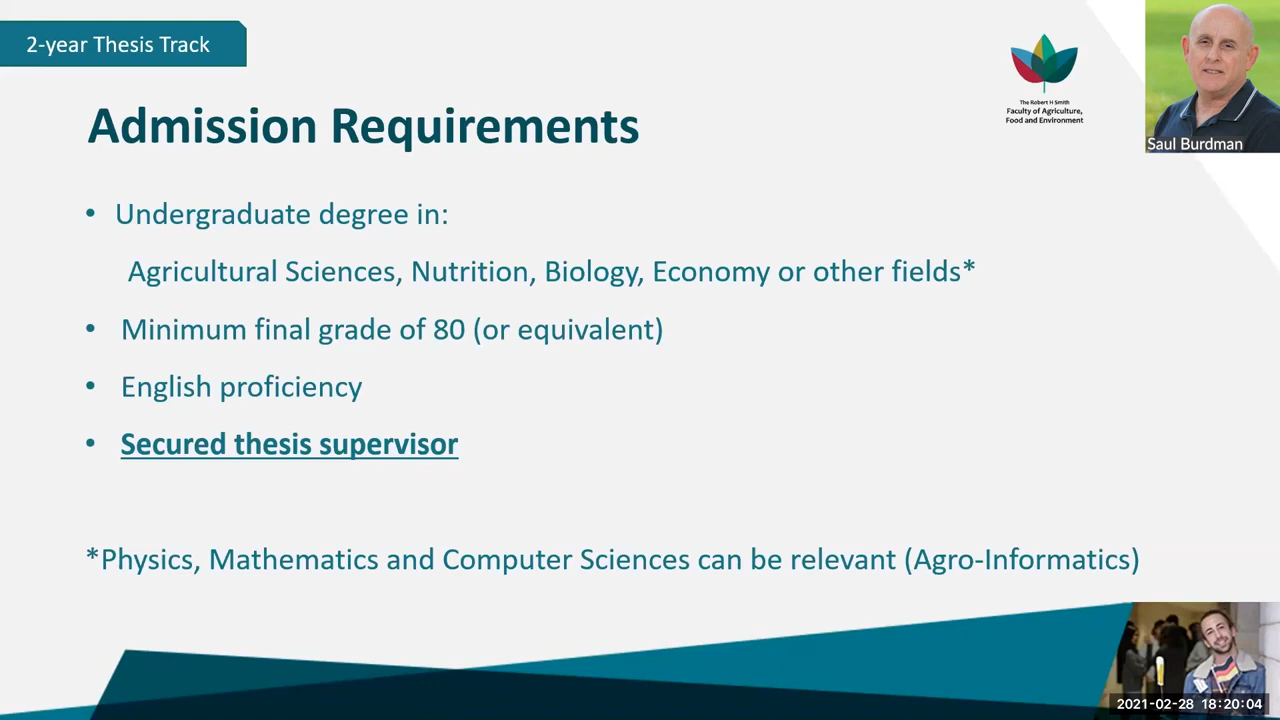 2-year Thesis Track
The Robert H Smith
Faculty of Agriculture,
Food and Environment
Saul Burdman
Admission Requirements
• Undergraduate degree in:
Agricultural Sciences, Nutrition, Biology, Economy or other fields*
• Minimum final grade of 80 (or equivalent)
• English proficiency
• Secured thesis supervisor
*Physics, Mathematics and Computer Sciences can be relevant (Agro-Informatics)
2021-02-28 18:20:04